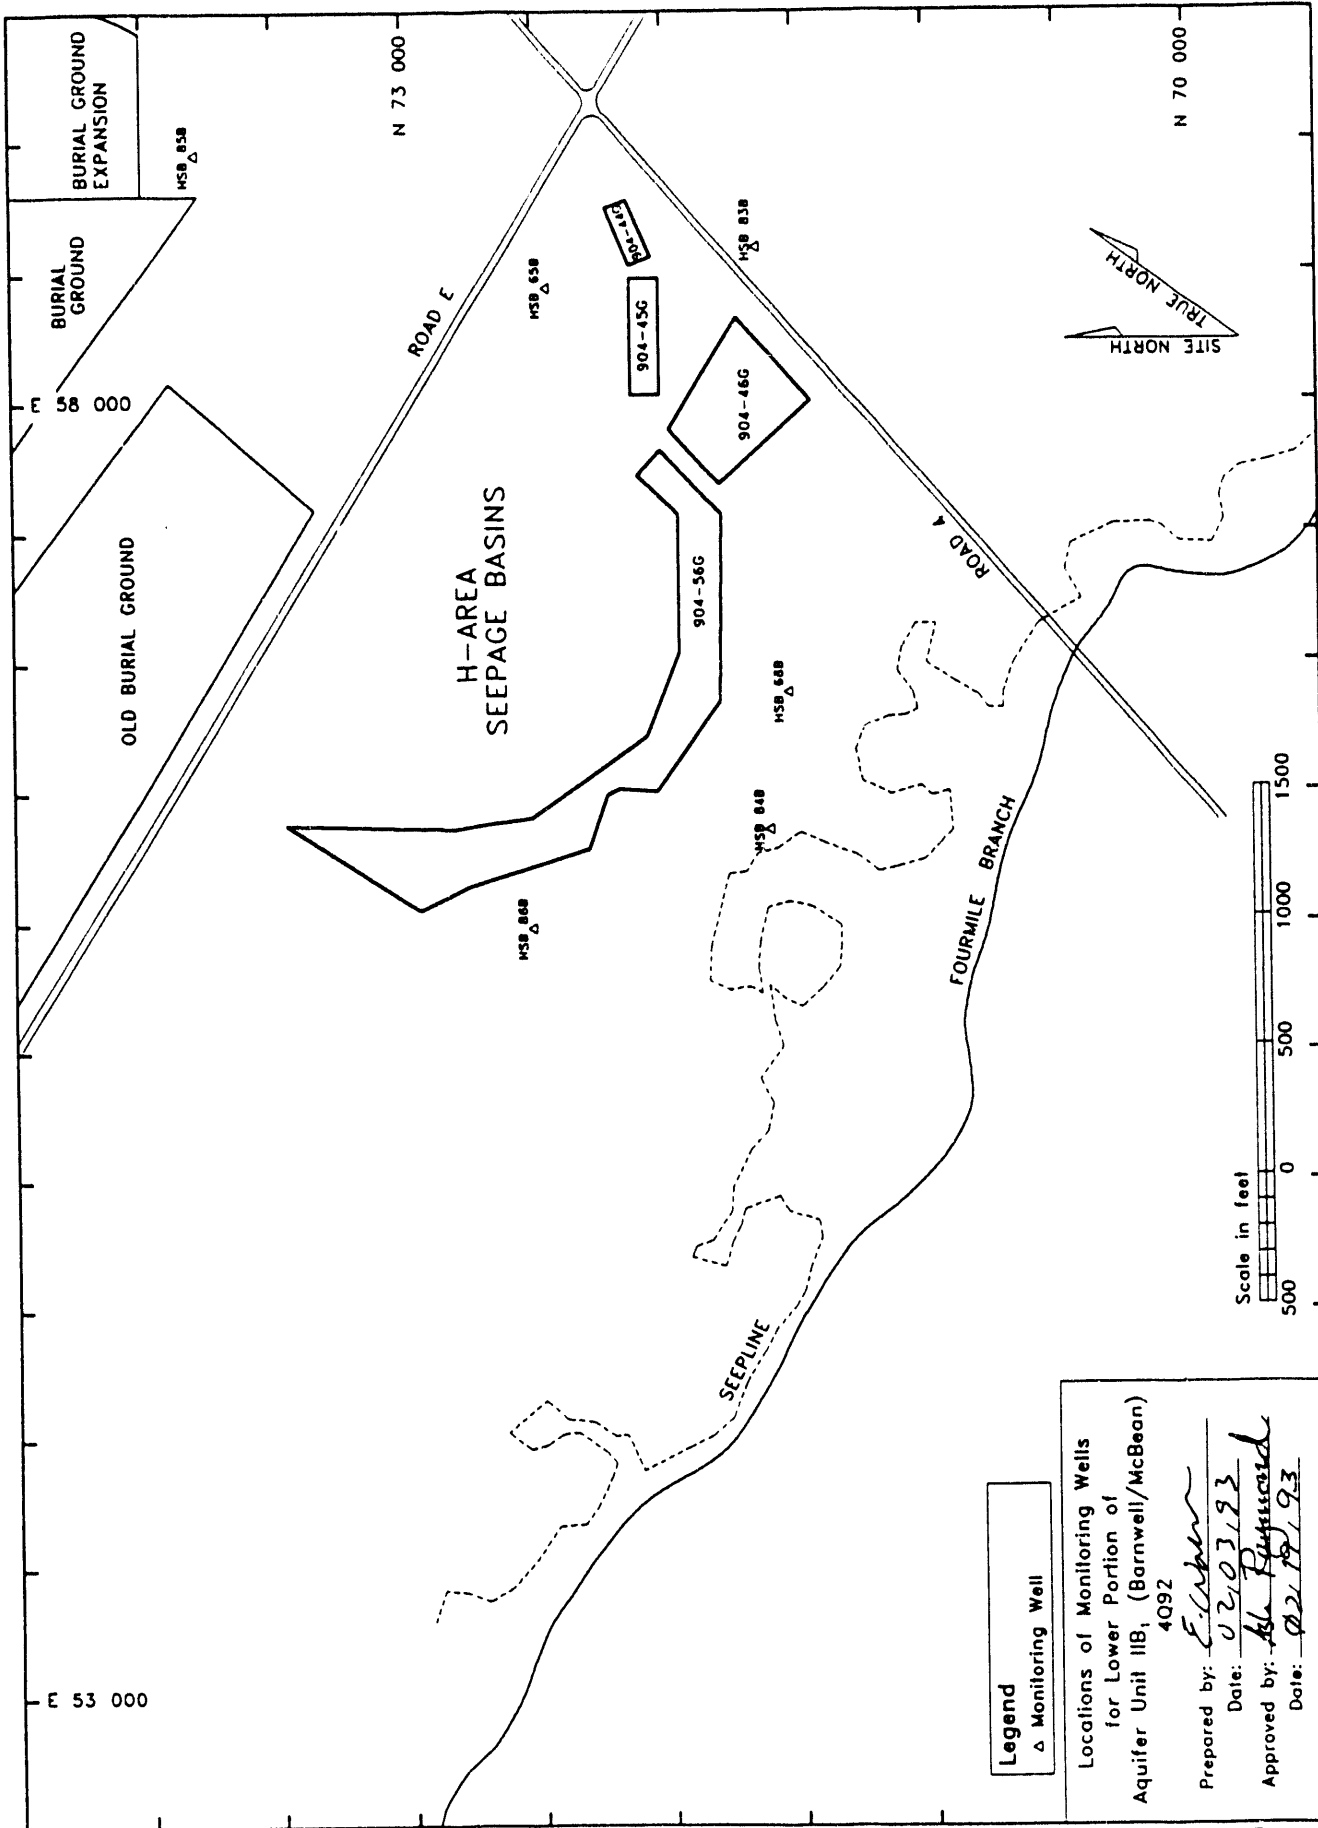 BURIAL GROUND
EXPANSION
HSB 85B
BURIAL
GROUND
N 73 000
N 70 000
ROAD E
HSB 65B
904-44G
904-45G
HSB 83B
904-46G
TRUE NORTH
SITE NORTH
E 58 000
OLD BURIAL GROUND
H-AREA
SEEPAGE BASINS
904-56G
ROAD 4
HSB 68B
HSB 84B
HSB 86B
FOURMILE BRANCH
SEEPLINE
E 53 000
Scale in feet
500 0 500 1000 1500
Legend
△ Monitoring Well
Locations of Monitoring Wells
for Lower Portion of
Aquifer Unit IIB₁ (Barnwell/McBean)
4Q92
Prepared by:
Date: 02/03/93
Approved by:
Date: 02/19/93